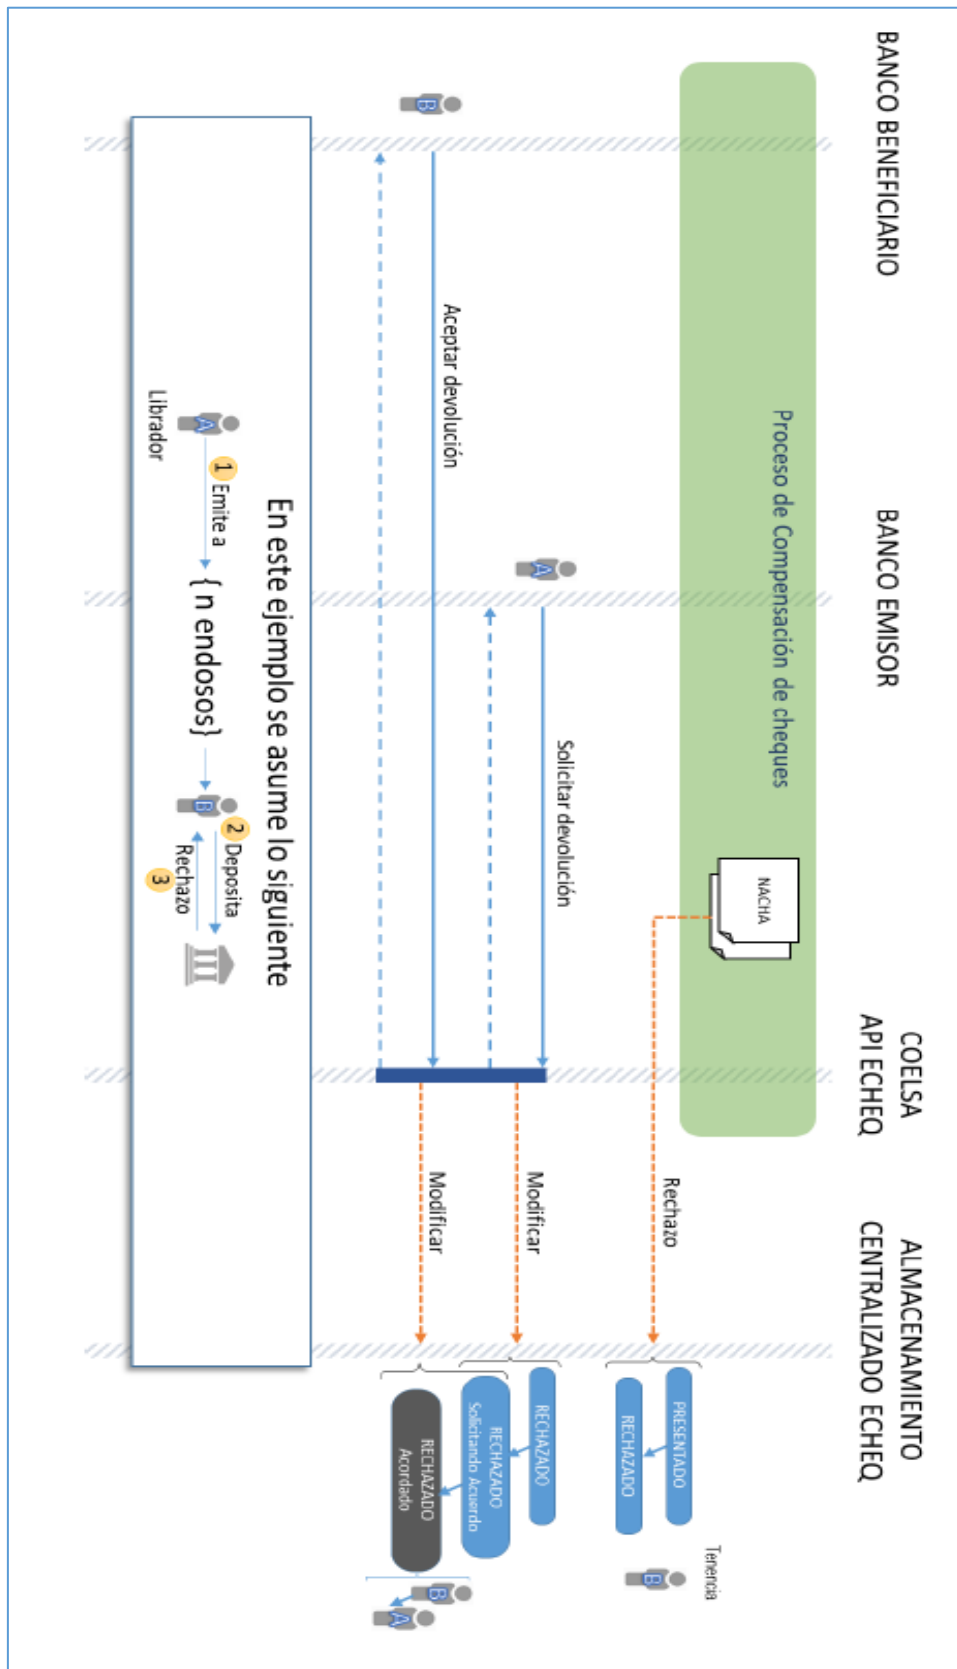 BANCO BENEFICIARIO
BANCO EMISOR
COELSA
API ECHEQ
ALMACENAMIENTO
CENTRALIZADO ECHEQ
Proceso de Compensación de cheques
NACHA
Rechazo
Tenencia
PRESENTADO
RECHAZADO
B
A
Solicitar devolución
Modificar
RECHAZADO
RECHAZADO
Solicitando Acuerdo
B
Aceptar devolución
Modificar
RECHAZADO
Acordado
B
A
En este ejemplo se asume lo siguiente
A
Librador
1
Emite a
{ n endosos}
B
2
Deposita
Rechazo
3